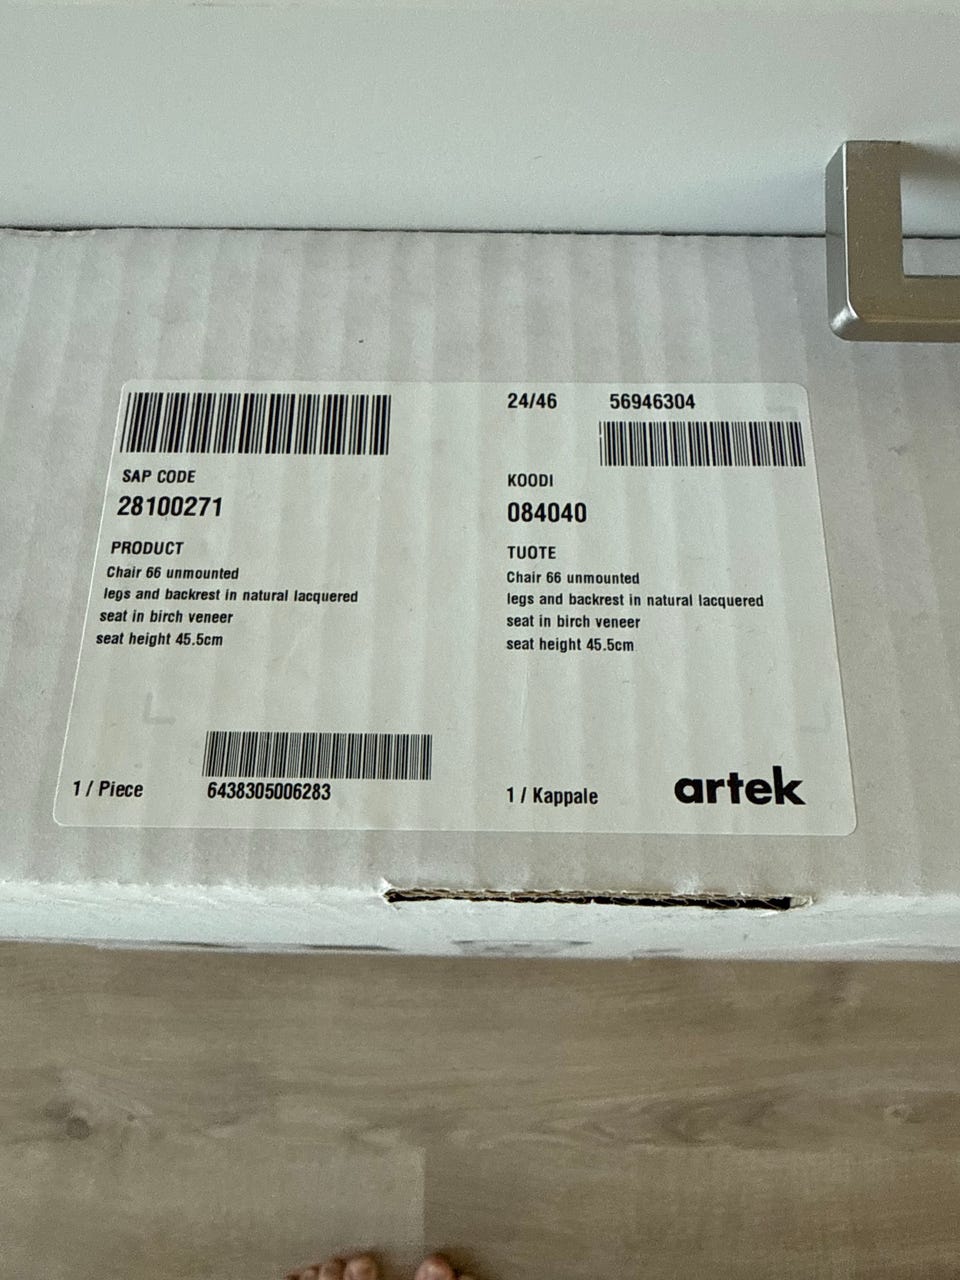 24/46 56946304
SAP CODE
28100271
PRODUCT
Chair 66 unmounted
legs and backrest in natural lacquered
seat in birch veneer
seat height 45.5cm
6438305006283
1 / Piece
KOODI
084040
TUOTE
Chair 66 unmounted
legs and backrest in natural lacquered
seat in birch veneer
seat height 45.5cm
1 / Kappale
artek